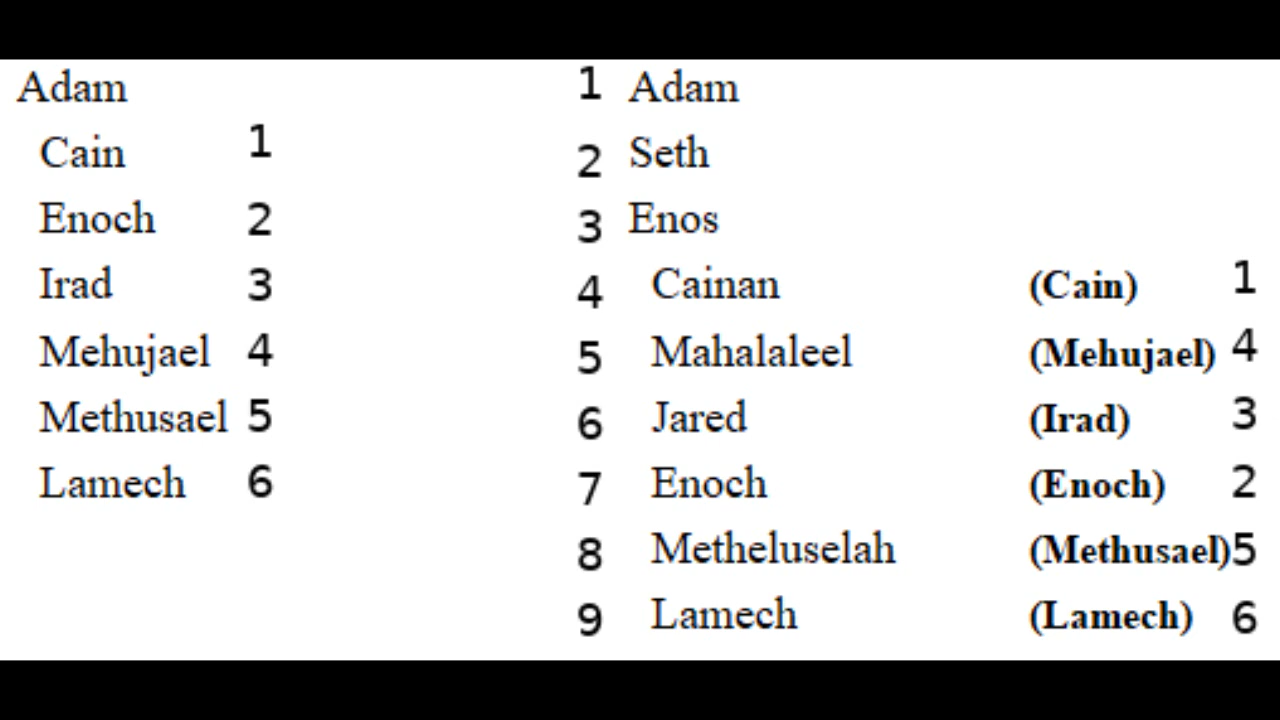 Adam
Cain 1
Enoch 2
Irad 3
Mehujael 4
Methusael 5
Lamech 6
1 Adam
2 Seth
3 Enos
4 Cainan (Cain) 1
5 Mahalaleel (Mehujael) 4
6 Jared (Irad) 3
7 Enoch (Enoch) 2
8 Metheluselah (Methusael) 5
9 Lamech (Lamech) 6